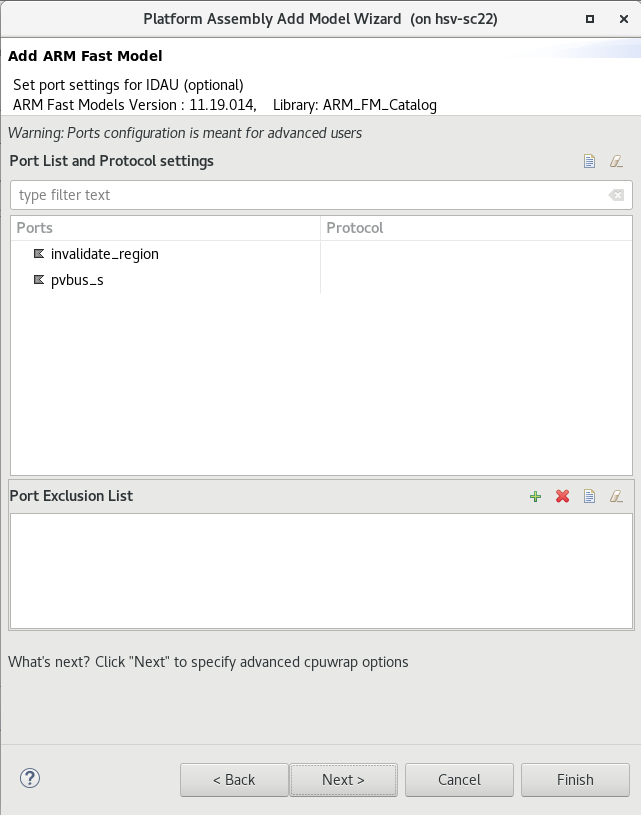 Platform Assembly Add Model Wizard  (on hsv-sc22)
Add ARM Fast Model
Set port settings for IDAU (optional)
ARM Fast Models Version : 11.19.014,    Library: ARM_FM_Catalog
Warning: Ports configuration is meant for advanced users
Port List and Protocol settings
type filter text
Ports Protocol
invalidate_region
pvbus_s
Port Exclusion List
What's next? Click "Next" to specify advanced cpuwrap options
? < Back Next > Cancel Finish